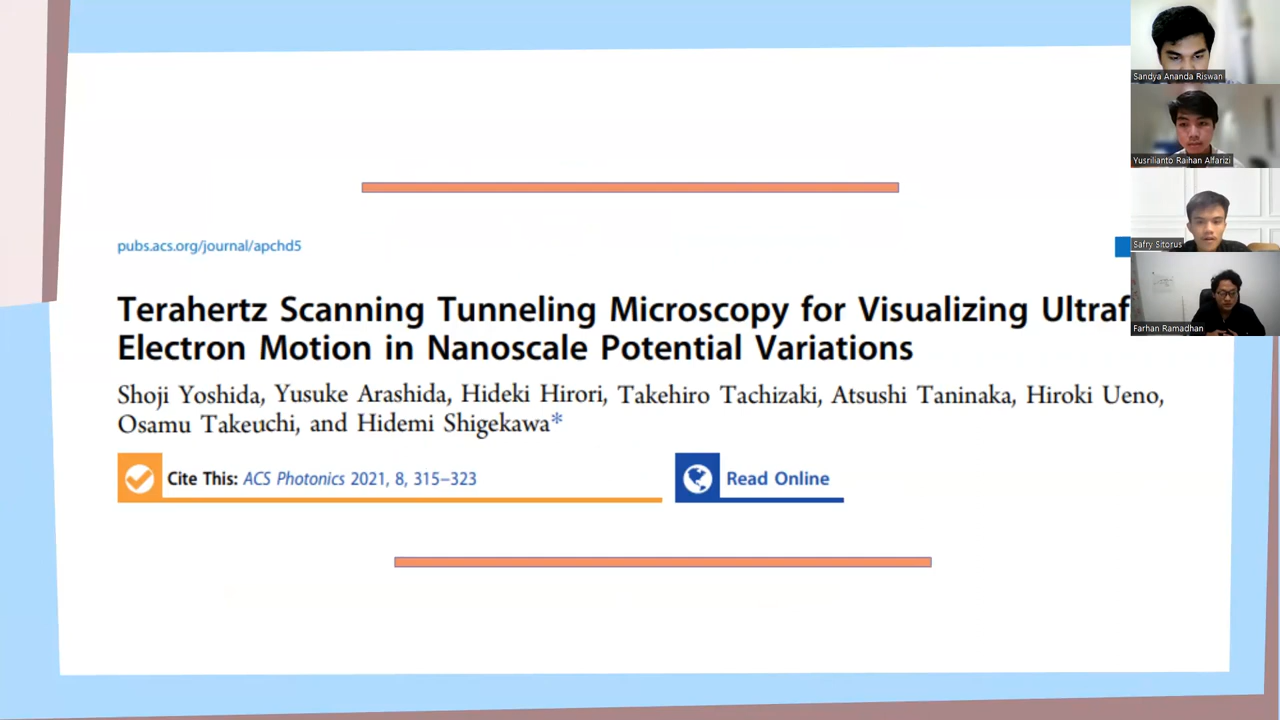 pubs.acs.org/journal/apchd5
Terahertz Scanning Tunneling Microscopy for Visualizing Ultraf
Electron Motion in Nanoscale Potential Variations
Shoji Yoshida, Yusuke Arashida, Hideki Hirori, Takehiro Tachizaki, Atsushi Taninaka, Hiroki Ueno,
Osamu Takeuchi, and Hidemi Shigekawa*
Cite This: ACS Photonics 2021, 8, 315–323
Read Online
Sandya Ananda Riswan
Yusrilianto Raihan Alfarizi
Safry Sitorus
Farhan Ramadhan